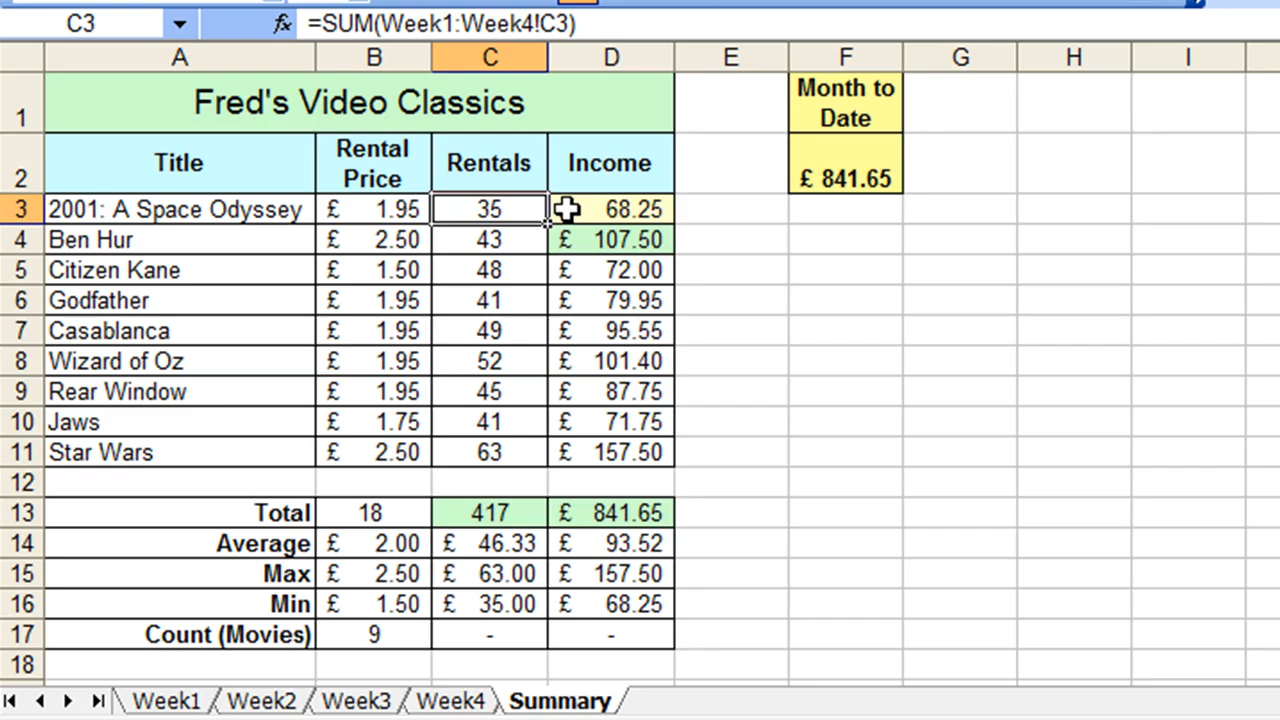 C3 fx =SUM(Week1:Week4!C3)
A B C D E F G H I
1 Fred's Video Classics Month to Date
2 Title Rental Price Rentals Income £ 841.65
3 2001: A Space Odyssey £ 1.95 35 68.25
4 Ben Hur £ 2.50 43 £ 107.50
5 Citizen Kane £ 1.50 48 £ 72.00
6 Godfather £ 1.95 41 £ 79.95
7 Casablanca £ 1.95 49 £ 95.55
8 Wizard of Oz £ 1.95 52 £ 101.40
9 Rear Window £ 1.95 45 £ 87.75
10 Jaws £ 1.75 41 £ 71.75
11 Star Wars £ 2.50 63 £ 157.50
12
13 Total 18 417 £ 841.65
14 Average £ 2.00 £ 46.33 £ 93.52
15 Max £ 2.50 £ 63.00 £ 157.50
16 Min £ 1.50 £ 35.00 £ 68.25
17 Count (Movies) 9 - -
18
Week1 Week2 Week3 Week4 Summary